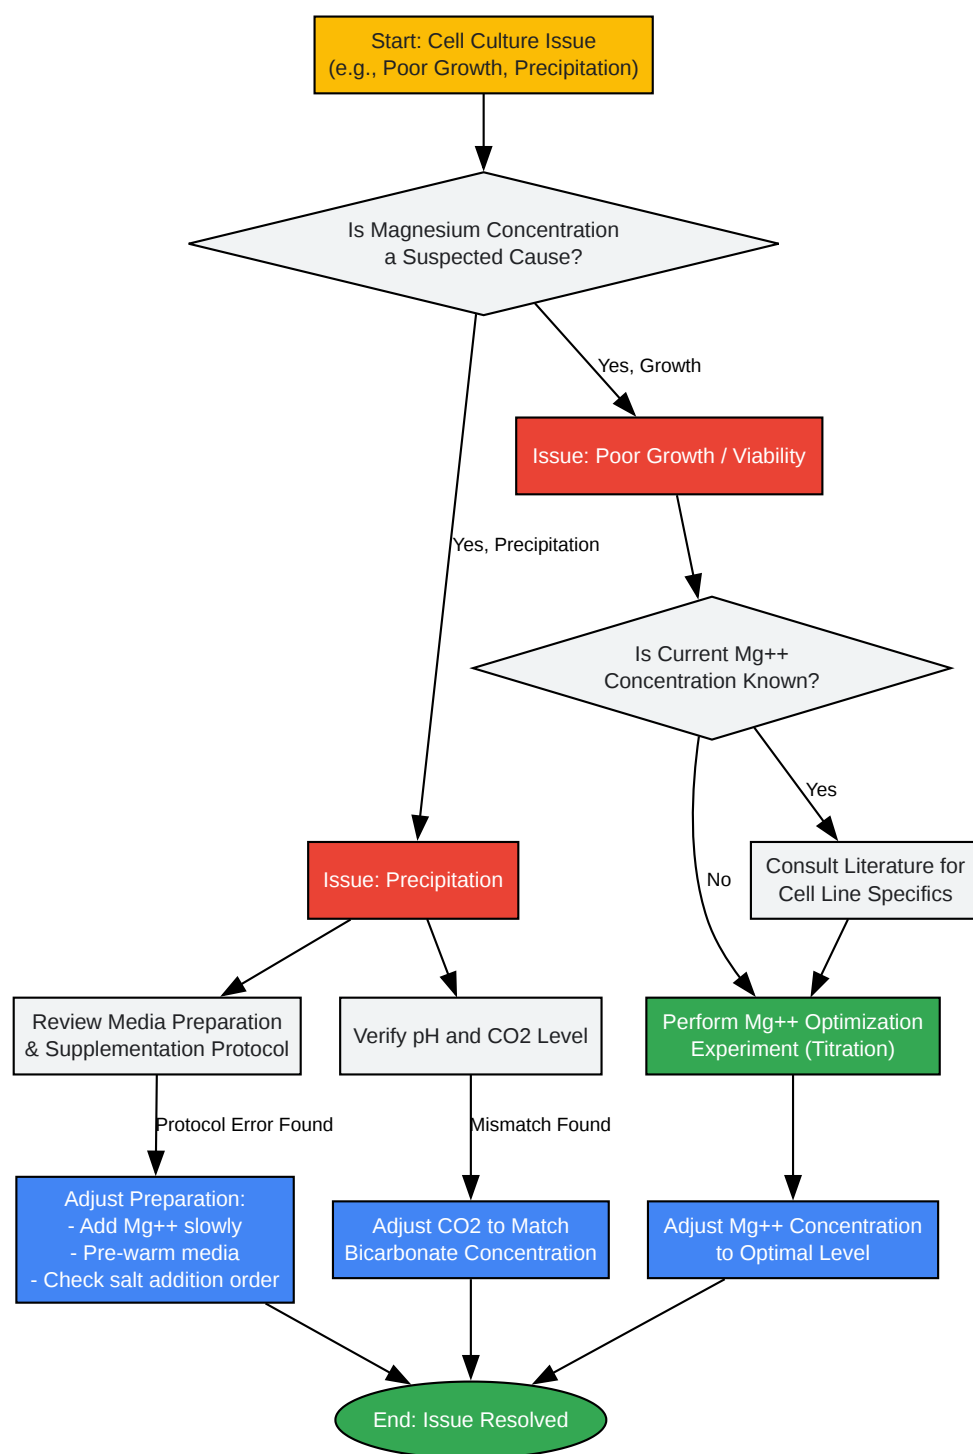 Start: Cell Culture Issue
(e.g., Poor Growth, Precipitation)
Is Magnesium Concentration
a Suspected Cause?
Yes, Growth
Issue: Poor Growth / Viability
Yes, Precipitation
Is Current Mg++
Concentration Known?
Yes
No
Issue: Precipitation
Consult Literature for
Cell Line Specifics
Review Media Preparation
& Supplementation Protocol
Verify pH and CO2 Level
Perform Mg++ Optimization
Experiment (Titration)
Protocol Error Found
Mismatch Found
Adjust Preparation:
- Add Mg++ slowly
- Pre-warm media
- Check salt addition order
Adjust CO2 to Match
Bicarbonate Concentration
Adjust Mg++ Concentration
to Optimal Level
End: Issue Resolved